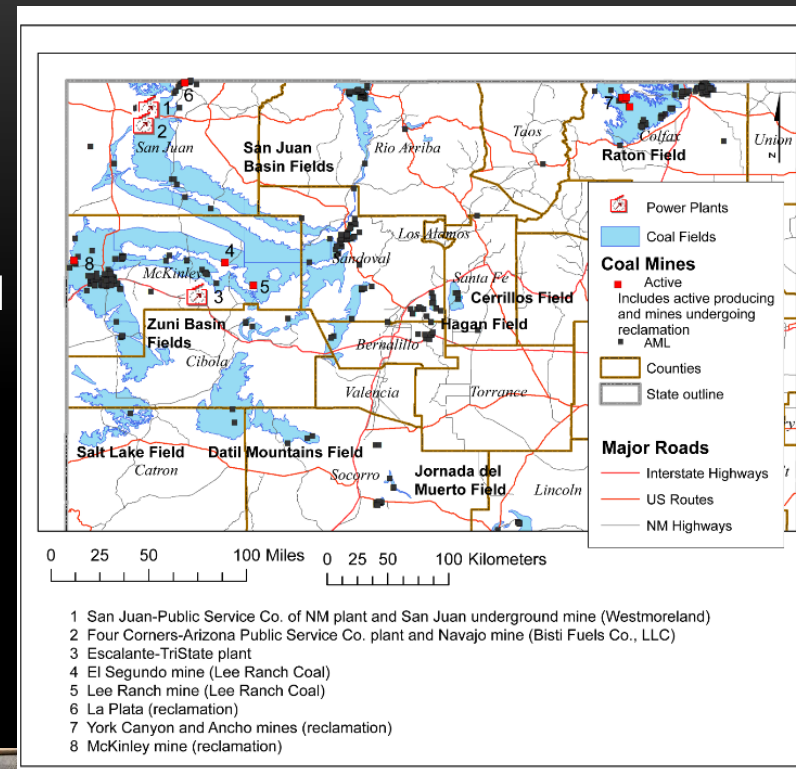 6
1
2
San Juan
San Juan
Basin Fields
Rio Arriba
Taos
7
Colfax
Raton Field
Union
N
Los Alamos
Sandoval
Santa Fe
Cerrillos Field
Hagan Field
4
8
McKinley
5
3
Zuni Basin
Fields
Cibola
Bernalillo
Valencia
Torrance
Salt Lake Field
Datil Mountains Field
Catron
Socorro
Jornada del
Muerto Field
Lincoln
Power Plants
Coal Fields
Coal Mines
Active
Includes active producing
and mines undergoing
reclamation
AML
Counties
State outline
Major Roads
Interstate Highways
US Routes
NM Highways
0 25 50 100 Miles
0 25 50 100 Kilometers
1 San Juan-Public Service Co. of NM plant and San Juan underground mine (Westmoreland)
2 Four Corners-Arizona Public Service Co. plant and Navajo mine (Bisti Fuels Co., LLC)
3 Escalante-TriState plant
4 El Segundo mine (Lee Ranch Coal)
5 Lee Ranch mine (Lee Ranch Coal)
6 La Plata (reclamation)
7 York Canyon and Ancho mines (reclamation)
8 McKinley mine (reclamation)